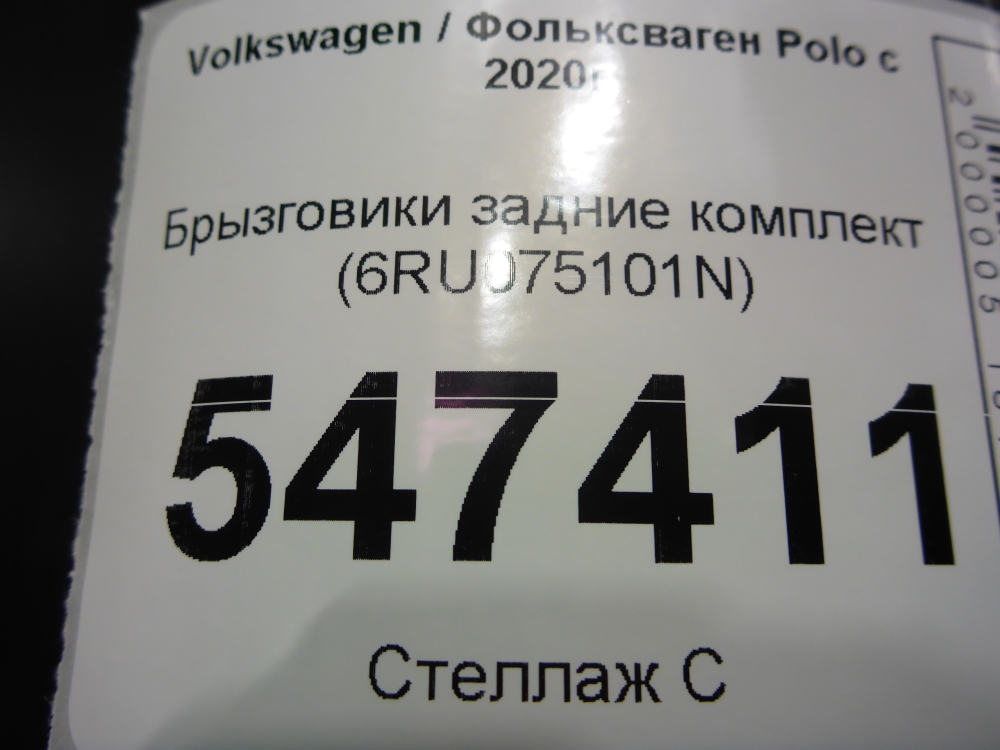 Volkswagen / Фольксваген Polo с
2020г
Брызговики задние комплект
(6RU075101N)
547411
Стеллаж С